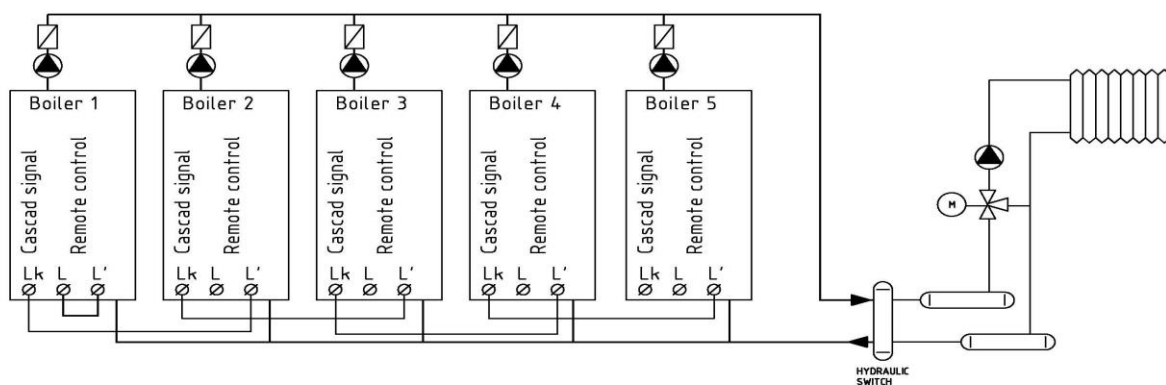 Boiler 1
Cascad signal
Remote control
Lk L L'
Boiler 2
Cascad signal
Remote control
Lk L L'
Boiler 3
Cascad signal
Remote control
Lk L L'
Boiler 4
Cascad signal
Remote control
Lk L L'
Boiler 5
Cascad signal
Remote control
Lk L L'
M
HYDRAULIC
SWITCH